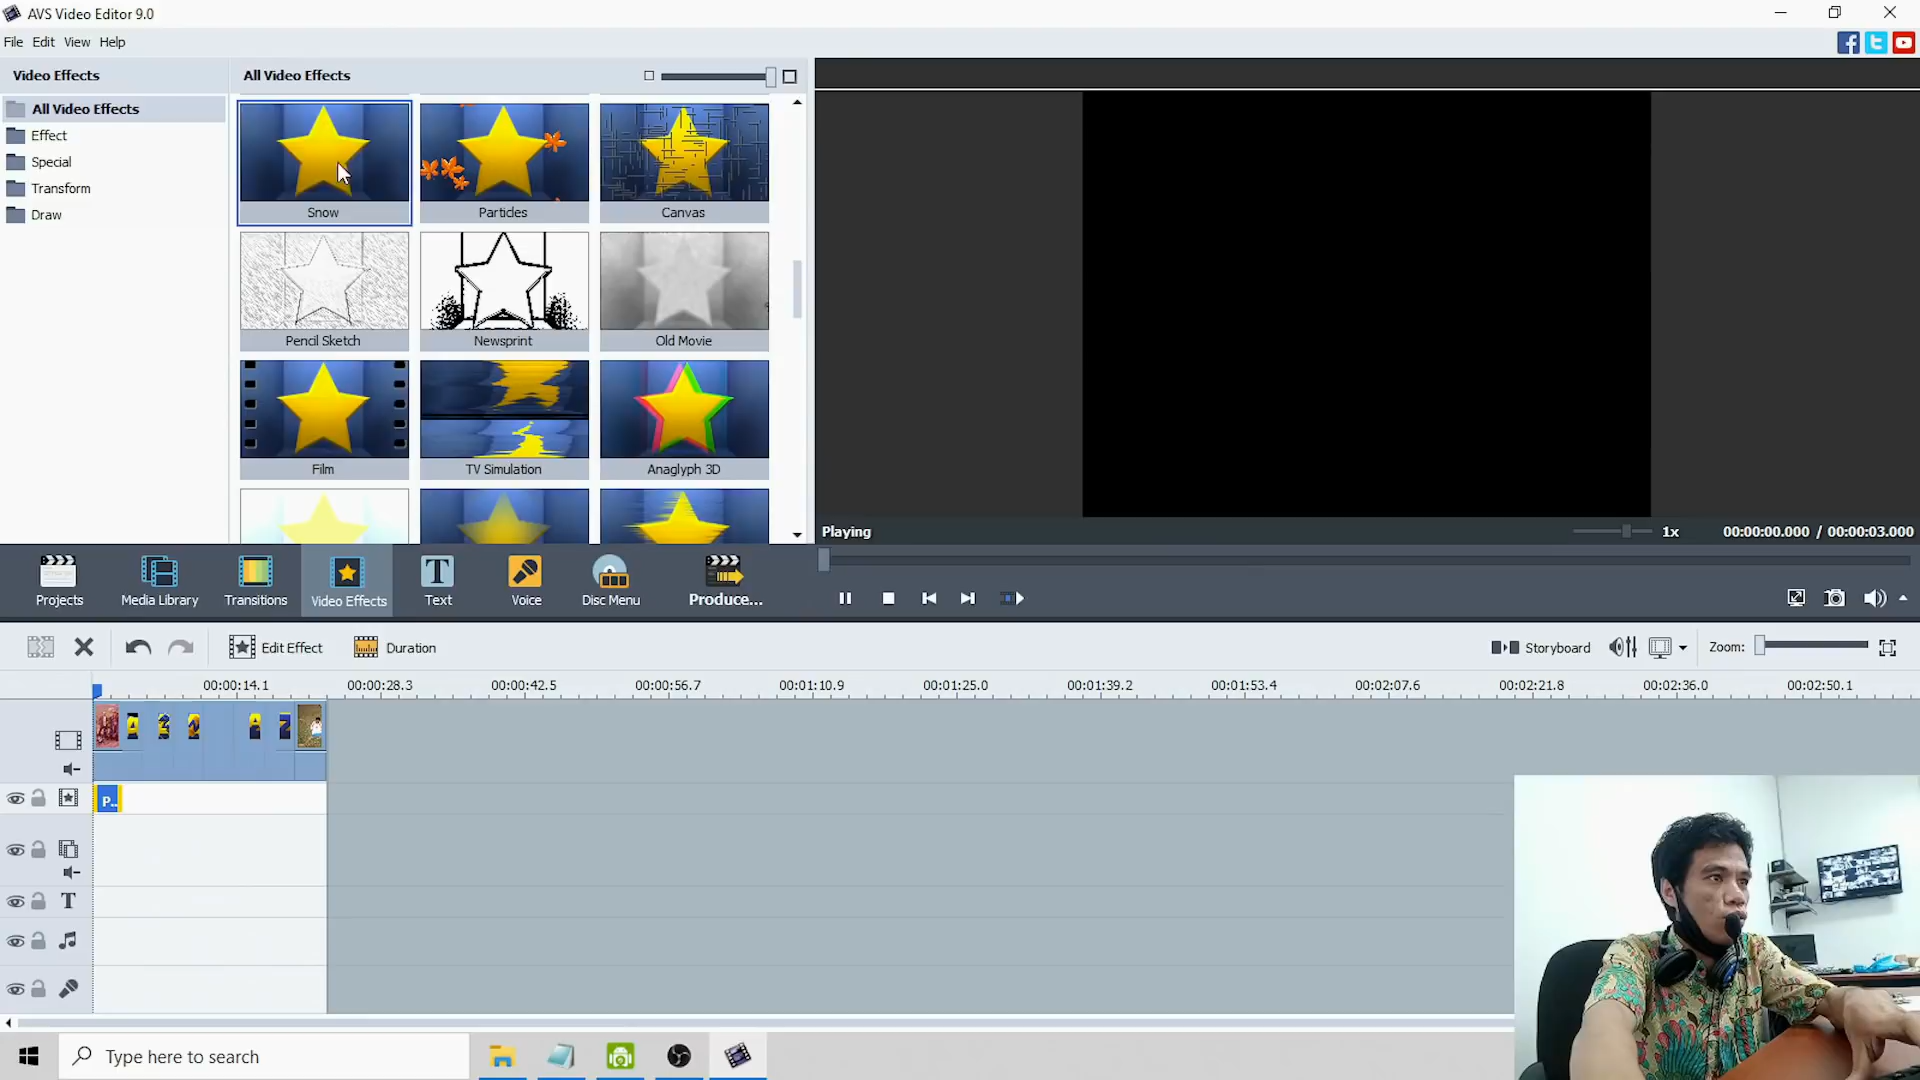 AVS Video Editor 9.0
File Edit View Help
Video Effects
All Video Effects
All Video Effects
Effect
Special
Transform
Draw
Snow
Particles
Canvas
Pencil Sketch
Newsprint
Old Movie
Film
TV Simulation
Anaglyph 3D
Playing
1x
00:00:00.000 / 00:00:03.000
Projects
Media Library
Transitions
Video Effects
Text
Voice
Disc Menu
Produce...
Edit Effect
Duration
Storyboard
Zoom:
00:00:14.1 00:00:28.3 00:00:42.5 00:00:56.7 00:01:10.9 00:01:25.0 00:01:39.2 00:01:53.4 00:02:07.6 00:02:21.8 00:02:36.0 00:02:50.1
P...
Type here to search